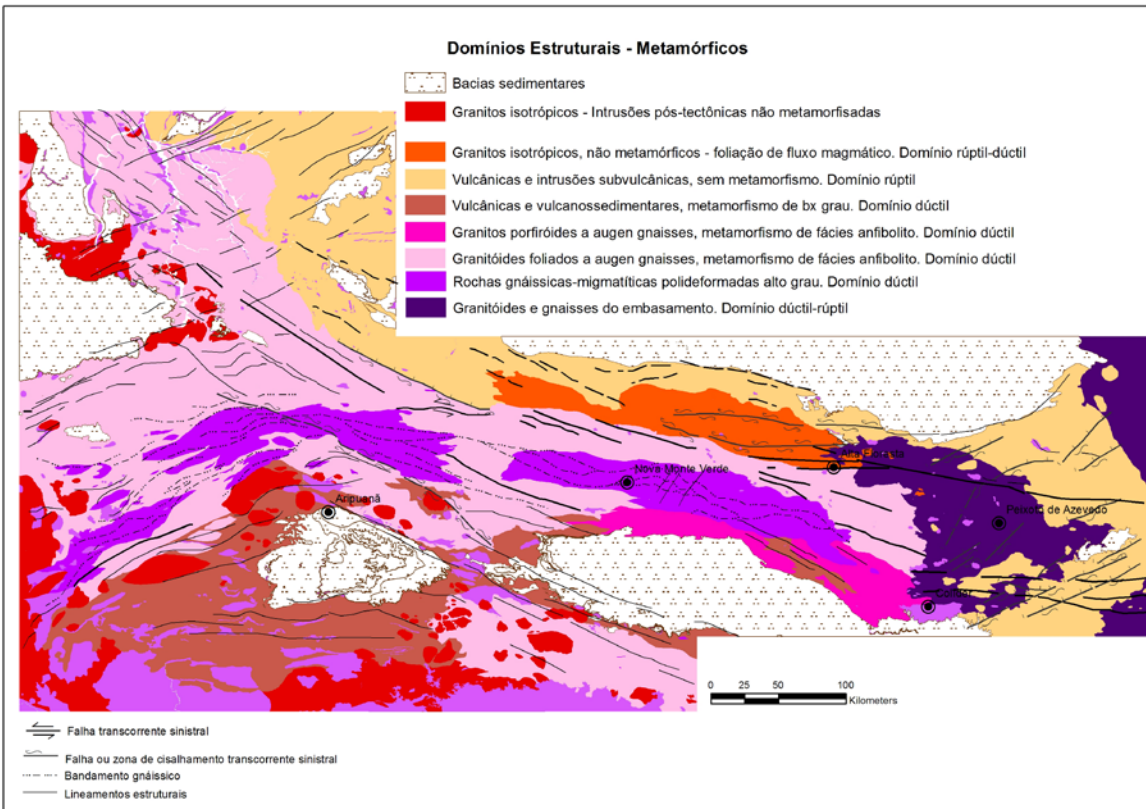 Domínios Estruturais - Metamórficos
Bacias sedimentares
Granitos isotrópicos - Intrusões pós-tectônicas não metamorfisadas
Granitos isotrópicos, não metamórficos - foliação de fluxo magmático. Domínio rúptil-dúctil
Vulcânicas e intrusões subvulcânicas, sem metamorfismo. Domínio rúptil
Vulcânicas e vulcanossedimentares, metamorfismo de bx grau. Domínio dúctil
Granitos porfiróides a augen gnaisses, metamorfismo de fácies anfibolito. Domínio dúctil
Granitóides foliados a augen gnaisses, metamorfismo de fácies anfibolito. Domínio dúctil
Rochas gnáissicas-migmatíticas polideformadas alto grau. Domínio dúctil
Granitóides e gnaisses do embasamento. Domínio dúctil-rúptil
Alta Floresta
Nova Monte Verde
Aripuanã
Peixoto de Azevedo
Colíder
0 25 50 100
Kilometers
Falha transcorrente sinistral
Falha ou zona de cisalhamento transcorrente sinistral
Bandamento gnáissico
Lineamentos estruturais